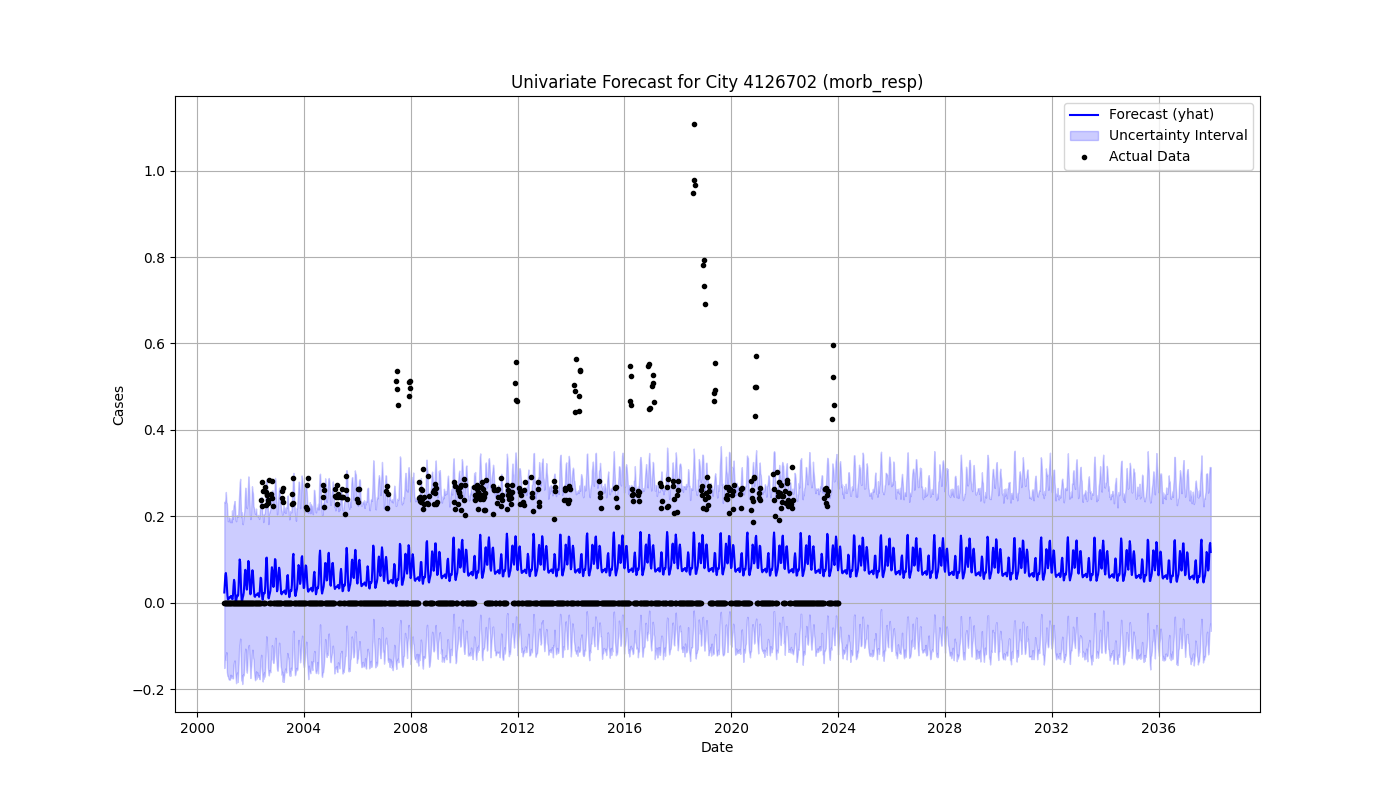 Univariate Forecast for City 4126702 (morb_resp)
Forecast (yhat)
Uncertainty Interval
Actual Data
Cases
1.0
0.8
0.6
0.4
0.2
0.0
−0.2
2000 2004 2008 2012 2016 2020 2024 2028 2032 2036
Date